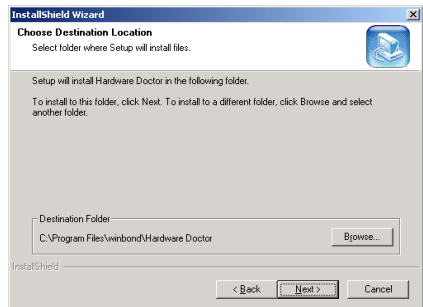 InstallShield Wizard
Choose Destination Location
Select folder where Setup will install files.
Setup will install Hardware Doctor in the following folder.
To install to this folder, click Next. To install to a different folder, click Browse and select
another folder.
Destination Folder
C:\Program Files\winbond\Hardware Doctor
Browse...
InstallShield
< Back
Next >
Cancel